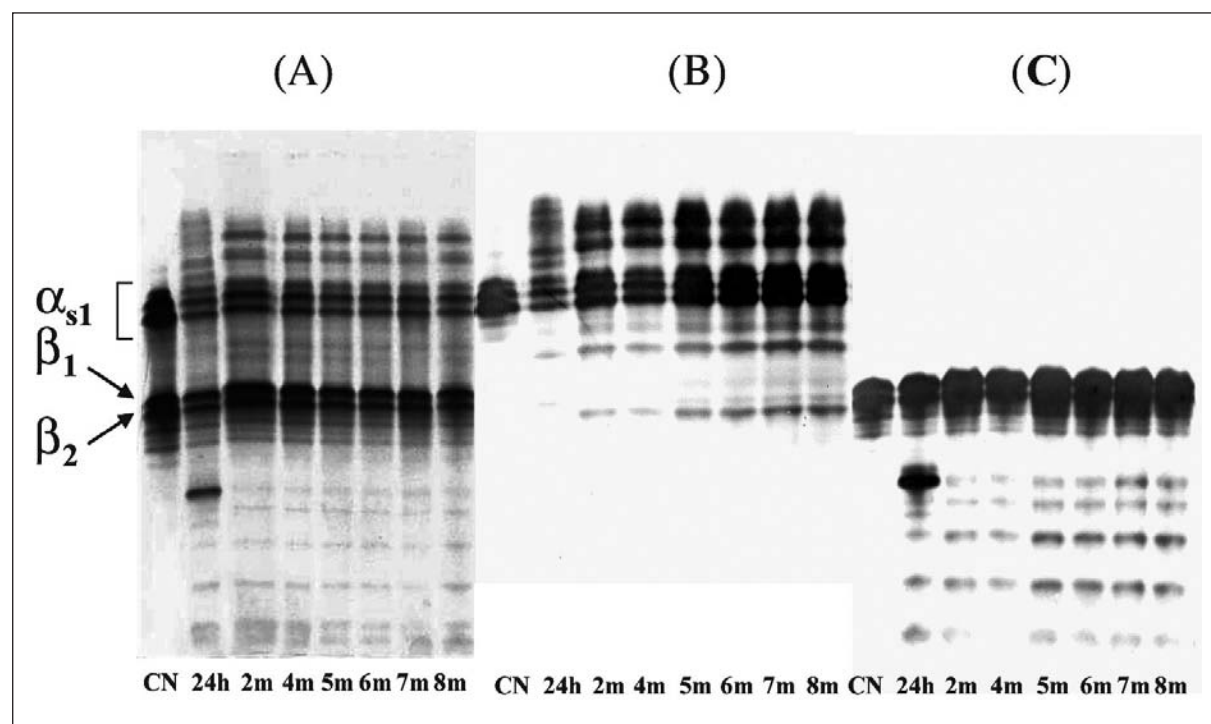 (A) (B) (C)
αs1
β1
β2
CN 24h 2m 4m 5m 6m 7m 8m CN 24h 2m 4m 5m 6m 7m 8m CN 24h 2m 4m 5m 6m 7m 8m